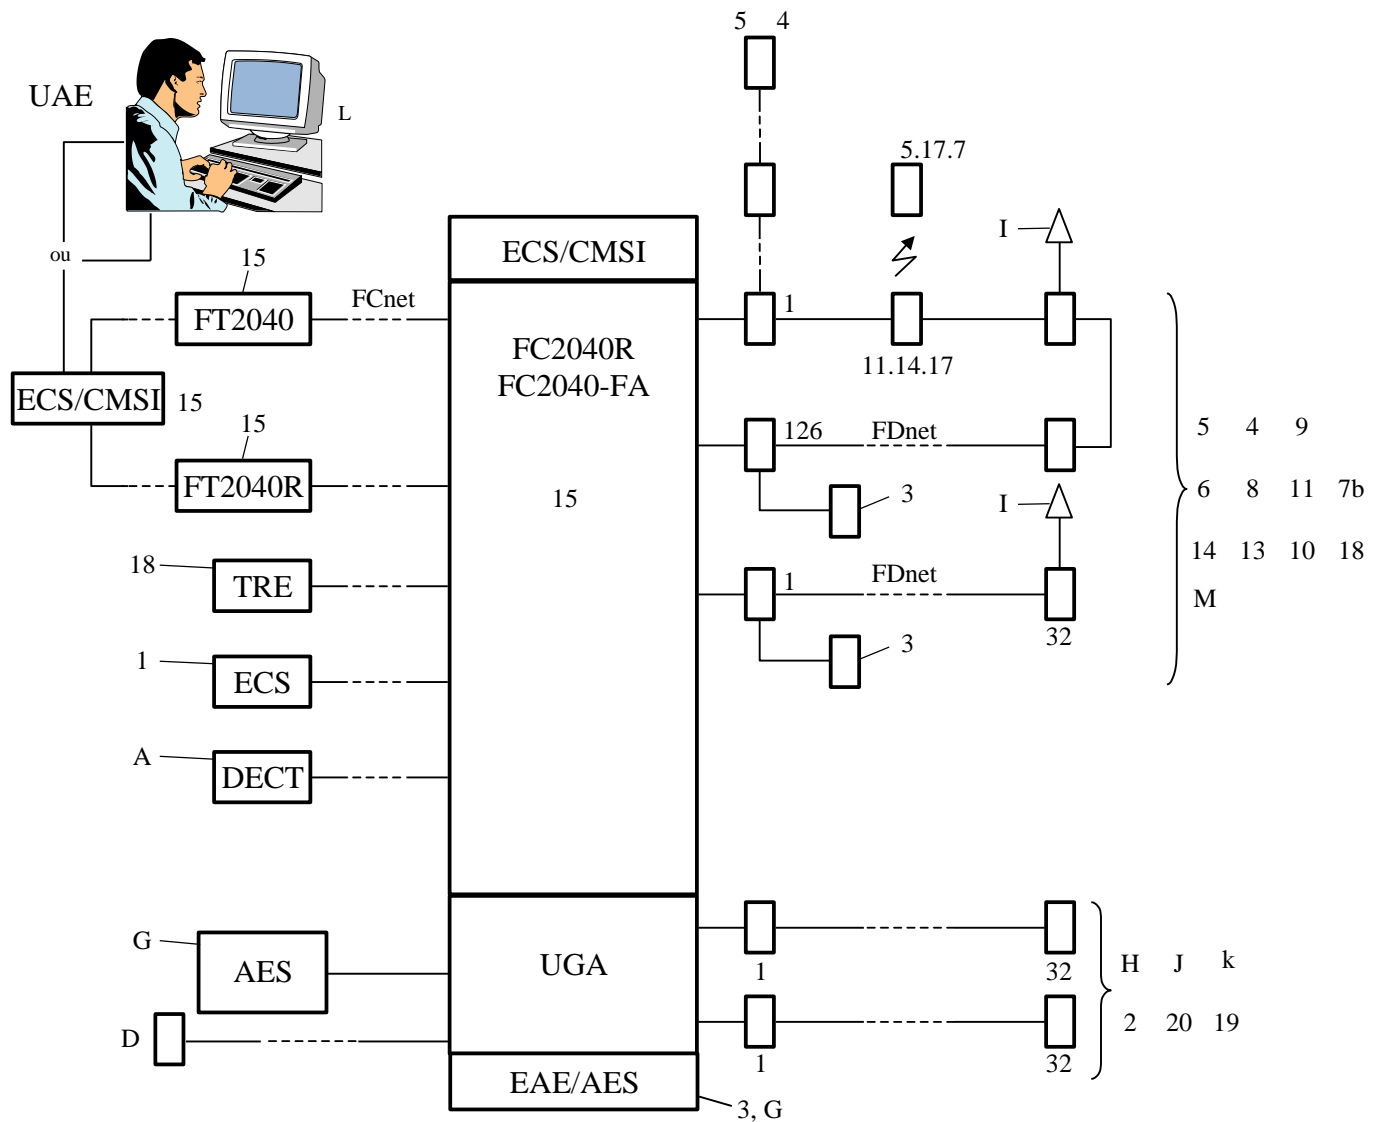 5 4
UAE
L
5.17.7
I
ou
ECS/CMSI
15
FCnet
FT2040
1
FC2040R
FC2040-FA
11.14.17
ECS/CMSI
15
15
126
FDnet
5 4 9
FT2040R
15
3
I
6 8 11 7b
18
TRE
1
FDnet
14 13 10 18
M
32
1
ECS
3
A
DECT
G
AES
UGA
1
32
H J k
D
2 20 19
1
32
EAE/AES
3, G